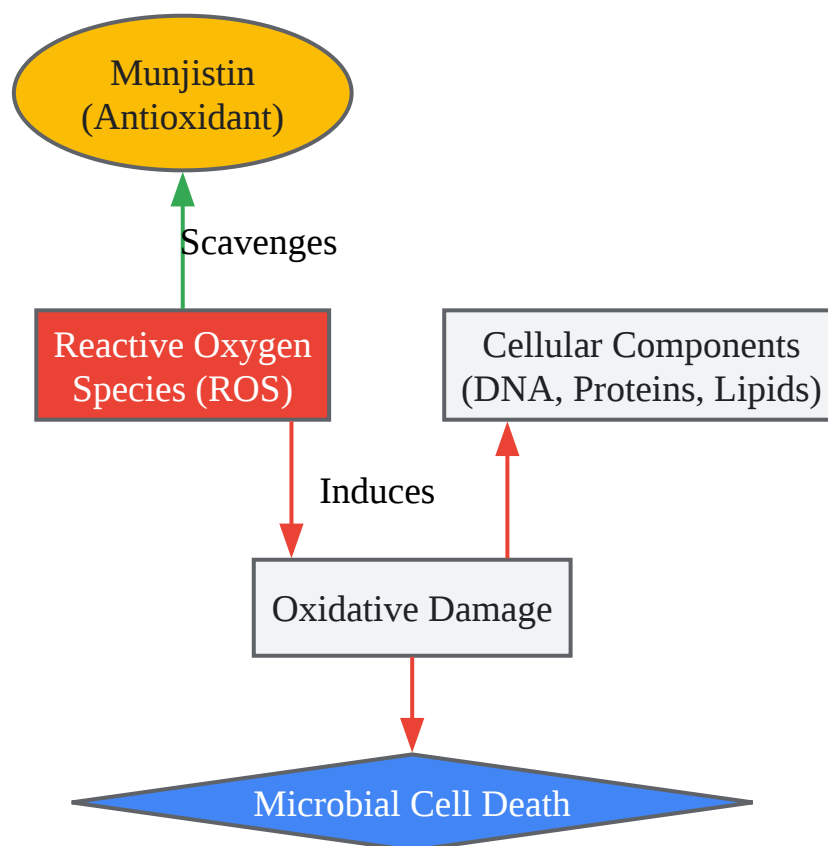 Munjistin
(Antioxidant)
Scavenges
Reactive Oxygen
Species (ROS)
Cellular Components
(DNA, Proteins, Lipids)
Induces
Oxidative Damage
Microbial Cell Death